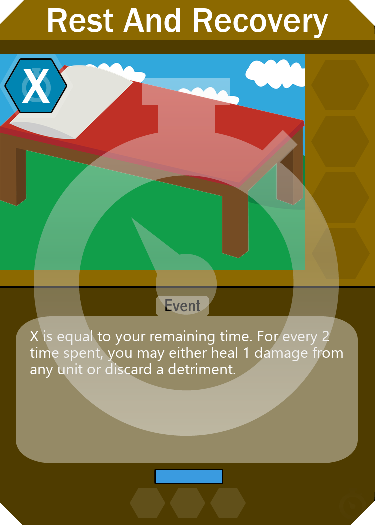 Rest And Recovery
X
Event
X is equal to your remaining time. For every 2
time spent, you may either heal 1 damage from
any unit or discard a detriment.